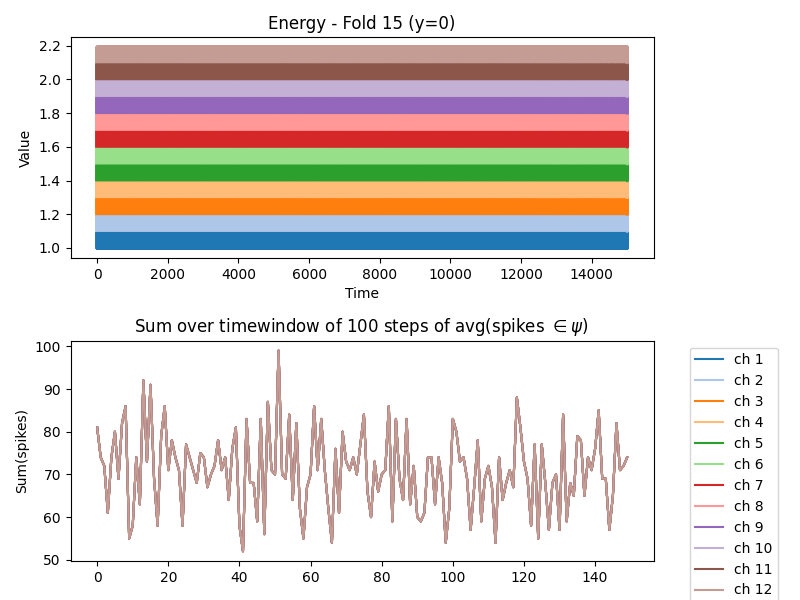 Energy - Fold 15 (y=0)
2.2
2.0
1.8
1.6
1.4
1.2
1.0
Value
0 2000 4000 6000 8000 10000 12000 14000
Time
Sum over timewindow of 100 steps of avg(spikes ∈ ψ)
100
90
80
70
60
50
Sum(spikes)
0 20 40 60 80 100 120 140
ch 1
ch 2
ch 3
ch 4
ch 5
ch 6
ch 7
ch 8
ch 9
ch 10
ch 11
ch 12